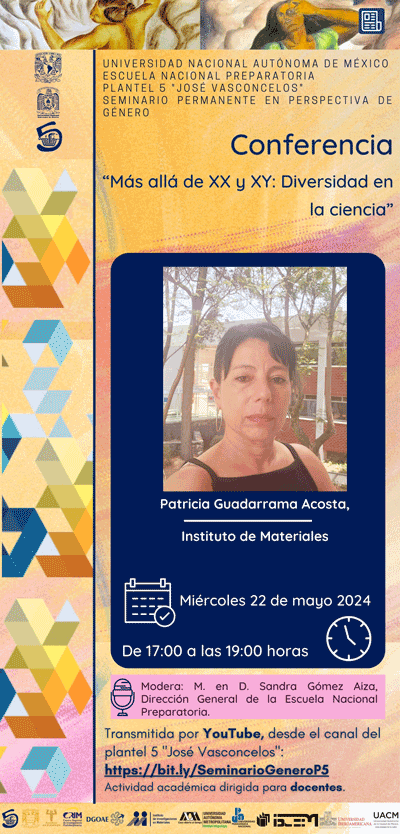 UNIVERSIDAD NACIONAL AUTÓNOMA DE MÉXICO
ESCUELA NACIONAL PREPARATORIA
PLANTEL 5 "JOSÉ VASCONCELOS"
SEMINARIO PERMANENTE EN PERSPECTIVA DE
GÉNERO
Conferencia
“Más allá de XX y XY: Diversidad en
la ciencia”
Patricia Guadarrama Acosta,
Instituto de Materiales
Miércoles 22 de mayo 2024
De 17:00 a las 19:00 horas
Modera: M. en D. Sandra Gómez Aiza,
Dirección General de la Escuela Nacional
Preparatoria.
Transmitida por YouTube, desde el canal del
plantel 5 "José Vasconcelos":
https://bit.ly/SeminarioGeneroP5
Actividad académica dirigida para docentes.
CRIM
DGOAE
UACM